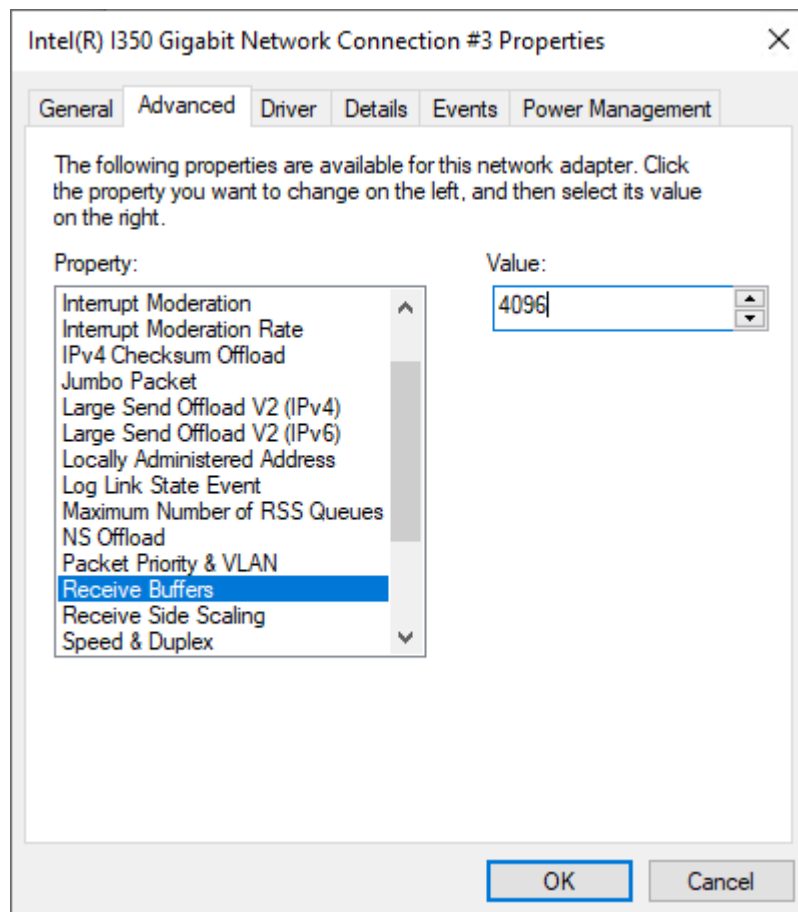 Intel(R) I350 Gigabit Network Connection #3 Properties
General Advanced Driver Details Events Power Management
The following properties are available for this network adapter. Click
the property you want to change on the left, and then select its value
on the right.
Property:
Value:
Interrupt Moderation
Interrupt Moderation Rate
IPv4 Checksum Offload
Jumbo Packet
Large Send Offload V2 (IPv4)
Large Send Offload V2 (IPv6)
Locally Administered Address
Log Link State Event
Maximum Number of RSS Queues
NS Offload
Packet Priority & VLAN
Receive Buffers
Receive Side Scaling
Speed & Duplex
4096
OK
Cancel